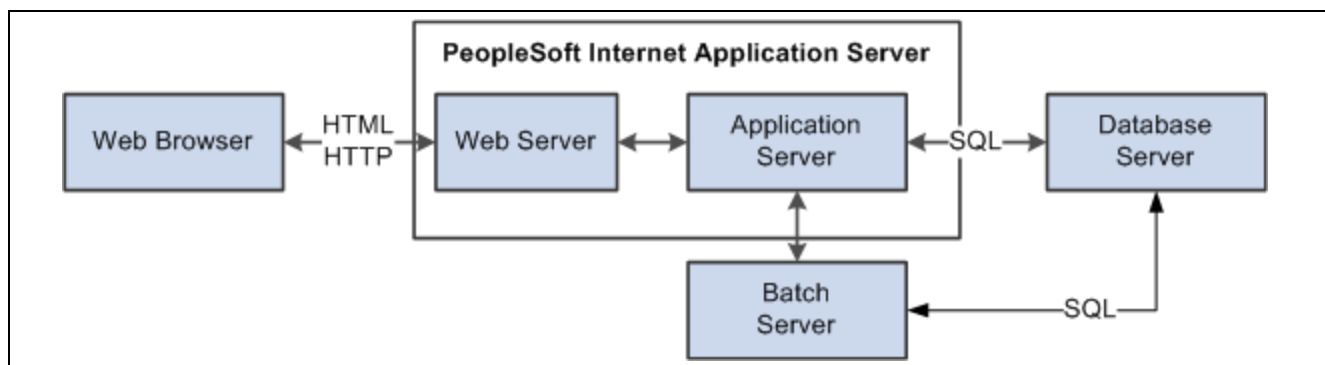 PeopleSoft Internet Application Server
Web Browser
HTML
HTTP
Web Server
Application
Server
SQL
Database
Server
Batch
Server
SQL